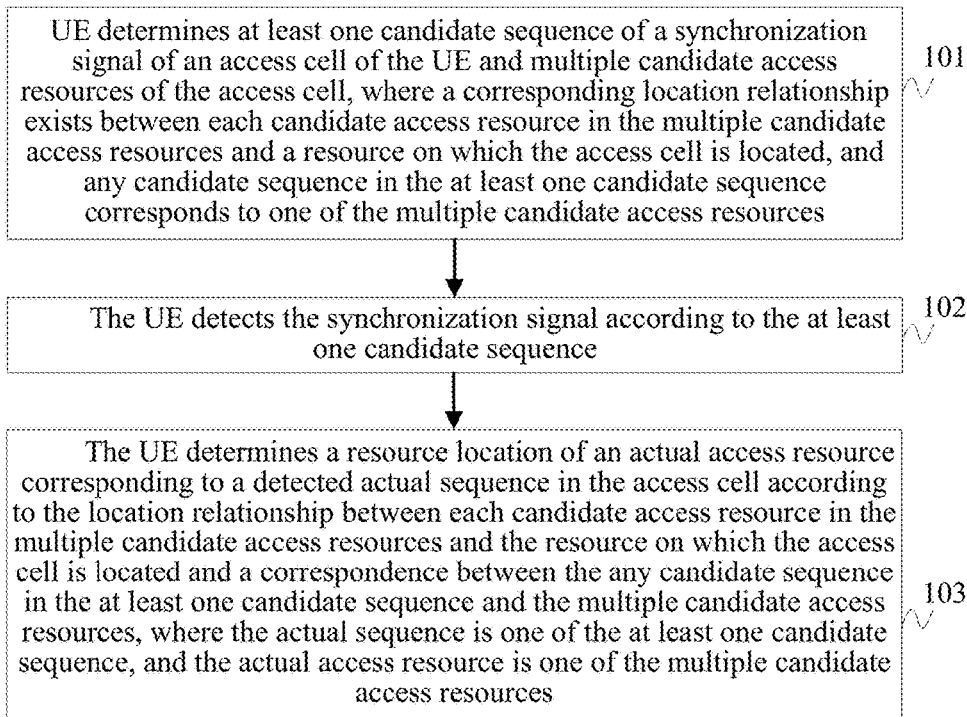 UE determines at least one candidate sequence of a synchronization
signal of an access cell of the UE and multiple candidate access
resources of the access cell, where a corresponding location relationship
exists between each candidate access resource in the multiple candidate
access resources and a resource on which the access cell is located, and
any candidate sequence in the at least one candidate sequence
corresponds to one of the multiple candidate access resources
101
The UE detects the synchronization signal according to the at least
one candidate sequence
102
The UE determines a resource location of an actual access resource
corresponding to a detected actual sequence in the access cell according
to the location relationship between each candidate access resource in the
multiple candidate access resources and the resource on which the access
cell is located and a correspondence between the any candidate sequence
in the at least one candidate sequence and the multiple candidate access
resources, where the actual sequence is one of the at least one candidate
sequence, and the actual access resource is one of the multiple candidate
access resources
103